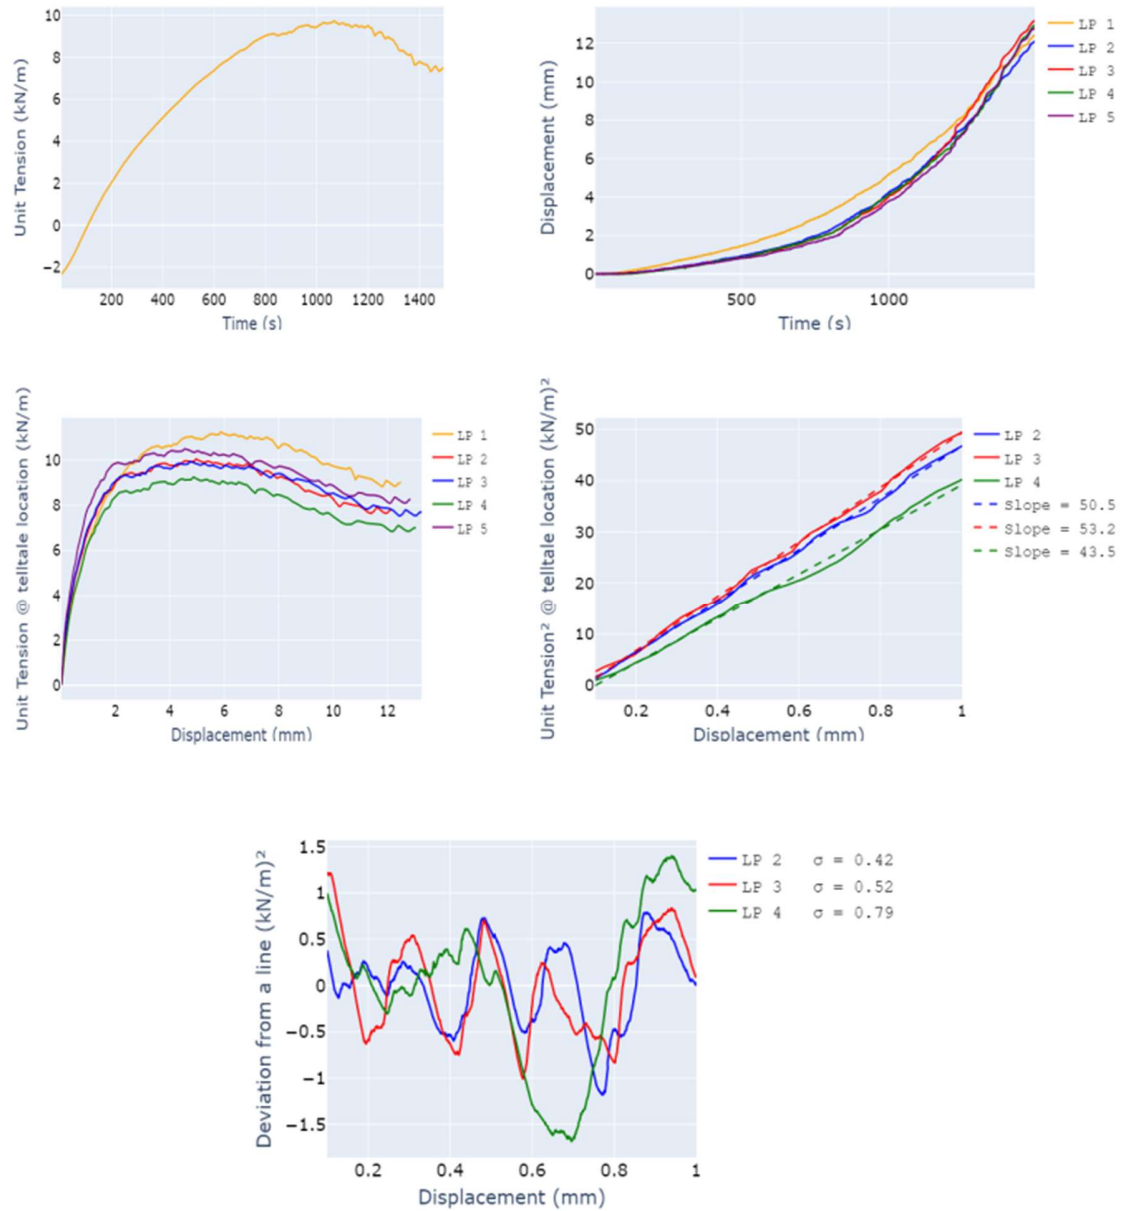 Unit Tension (kN/m)
10
8
6
4
2
0
−2
200 400 600 800 1000 1200 1400
Time (s)
Displacement (mm)
12
10
8
6
4
2
0
500 1000
Time (s)
LP 1
LP 2
LP 3
LP 4
LP 5
Unit Tension @ telltale location (kN/m)
10
8
6
4
2
0
2 4 6 8 10 12
Displacement (mm)
LP 1
LP 2
LP 3
LP 4
LP 5
Unit Tension² @ telltale location (kN/m)²
50
40
30
20
10
0
0.2 0.4 0.6 0.8 1
Displacement (mm)
LP 2
LP 3
LP 4
Slope = 50.5
Slope = 53.2
Slope = 43.5
Deviation from a line (kN/m)²
1.5
1
0.5
0
−0.5
−1
−1.5
0.2 0.4 0.6 0.8 1
Displacement (mm)
LP 2 σ = 0.42
LP 3 σ = 0.52
LP 4 σ = 0.79